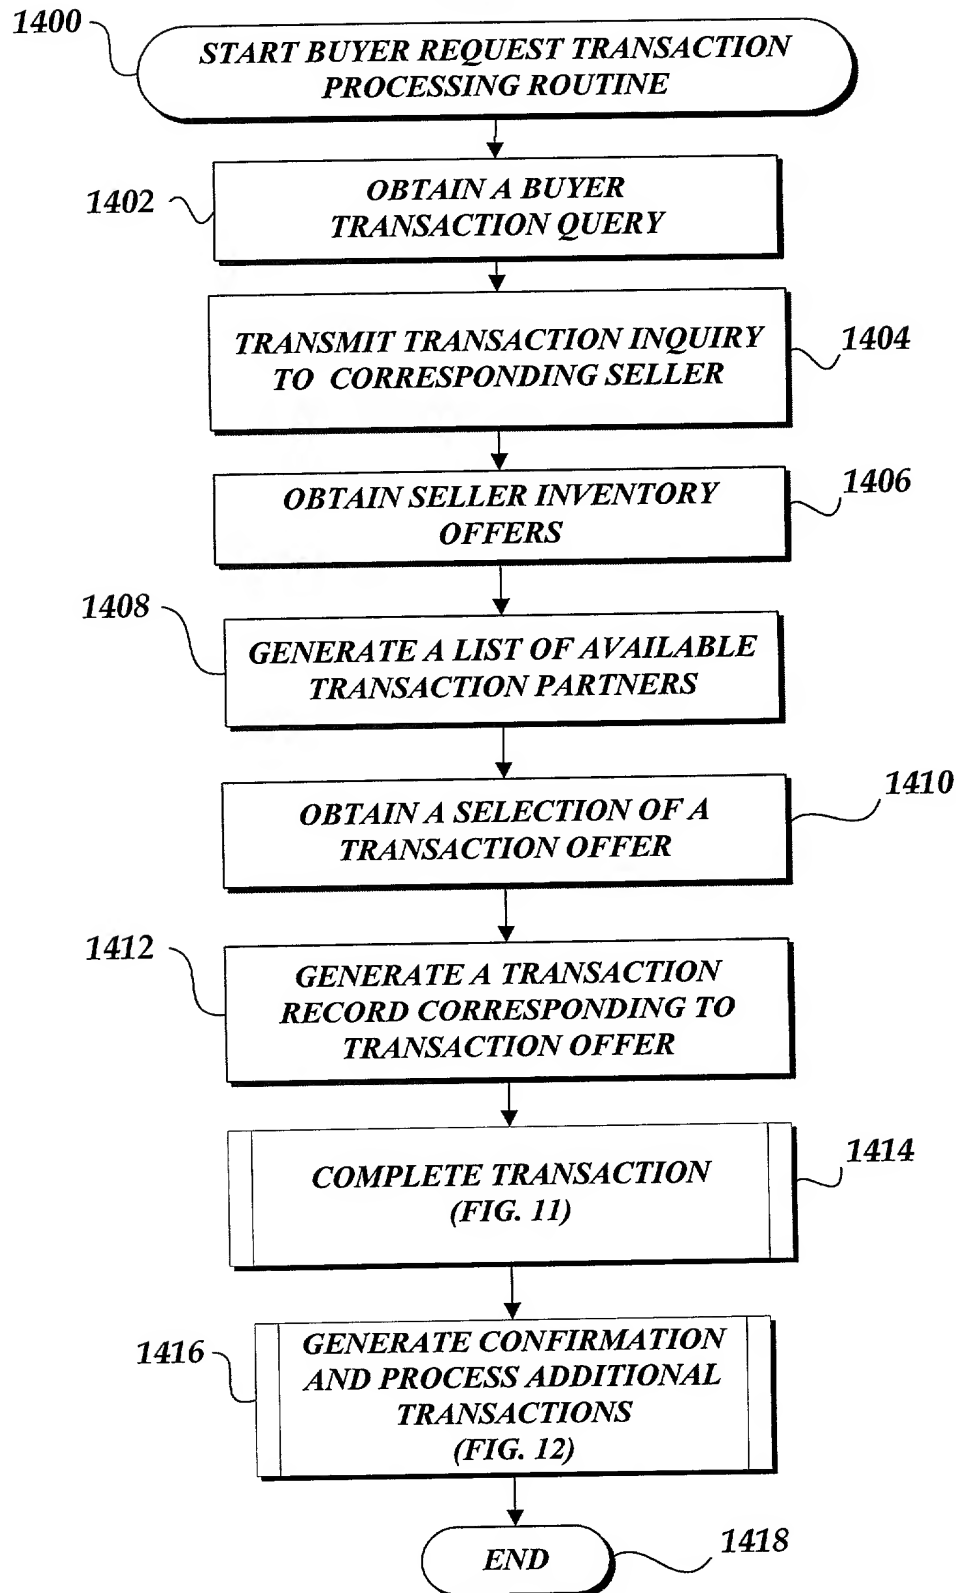 1400
START BUYER REQUEST TRANSACTION
PROCESSING ROUTINE
1402
OBTAIN A BUYER
TRANSACTION QUERY
TRANSMIT TRANSACTION INQUIRY
TO CORRESPONDING SELLER
1404
OBTAIN SELLER INVENTORY
OFFERS
1406
1408
GENERATE A LIST OF AVAILABLE
TRANSACTION PARTNERS
OBTAIN A SELECTION OF A
TRANSACTION OFFER
1410
1412
GENERATE A TRANSACTION
RECORD CORRESPONDING TO
TRANSACTION OFFER
COMPLETE TRANSACTION
(FIG. 11)
1414
1416
GENERATE CONFIRMATION
AND PROCESS ADDITIONAL
TRANSACTIONS
(FIG. 12)
END
1418